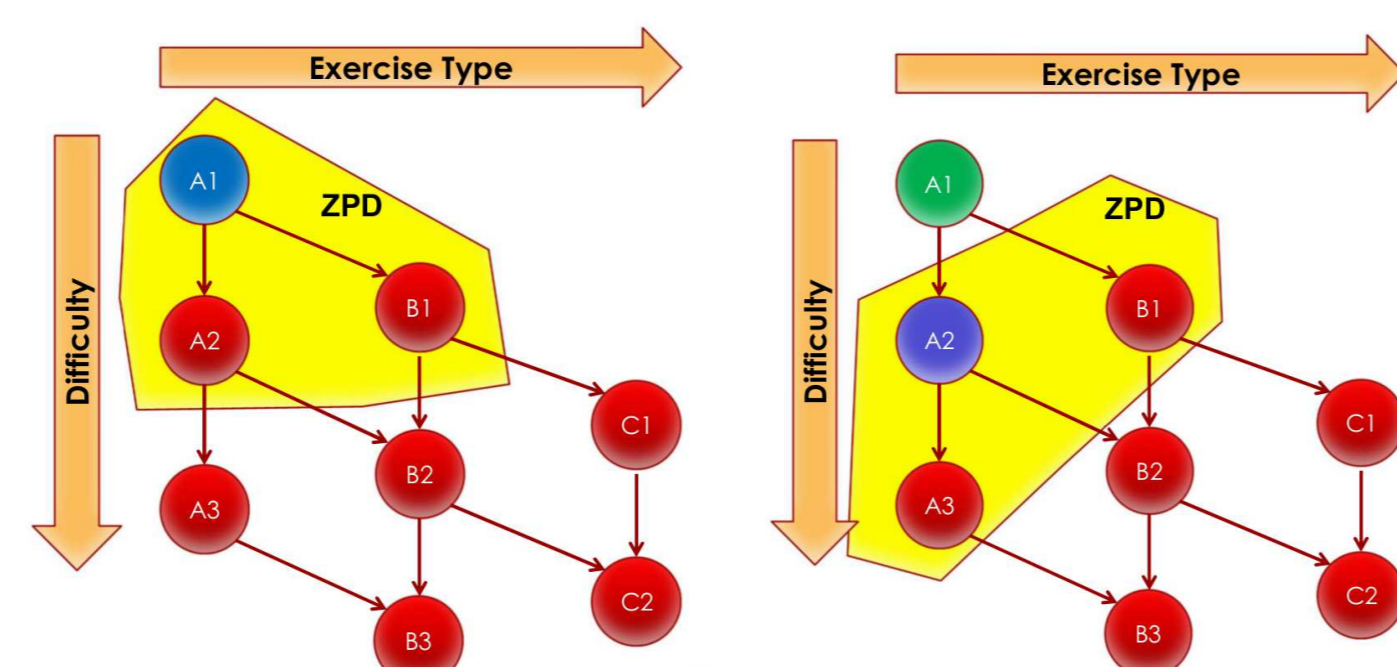 Exercise Type
Difficulty
ZPD
A1
B1
A2
C1
B2
A3
C2
B3
Exercise Type
Difficulty
ZPD
A1
B1
A2
C1
B2
A3
C2
B3